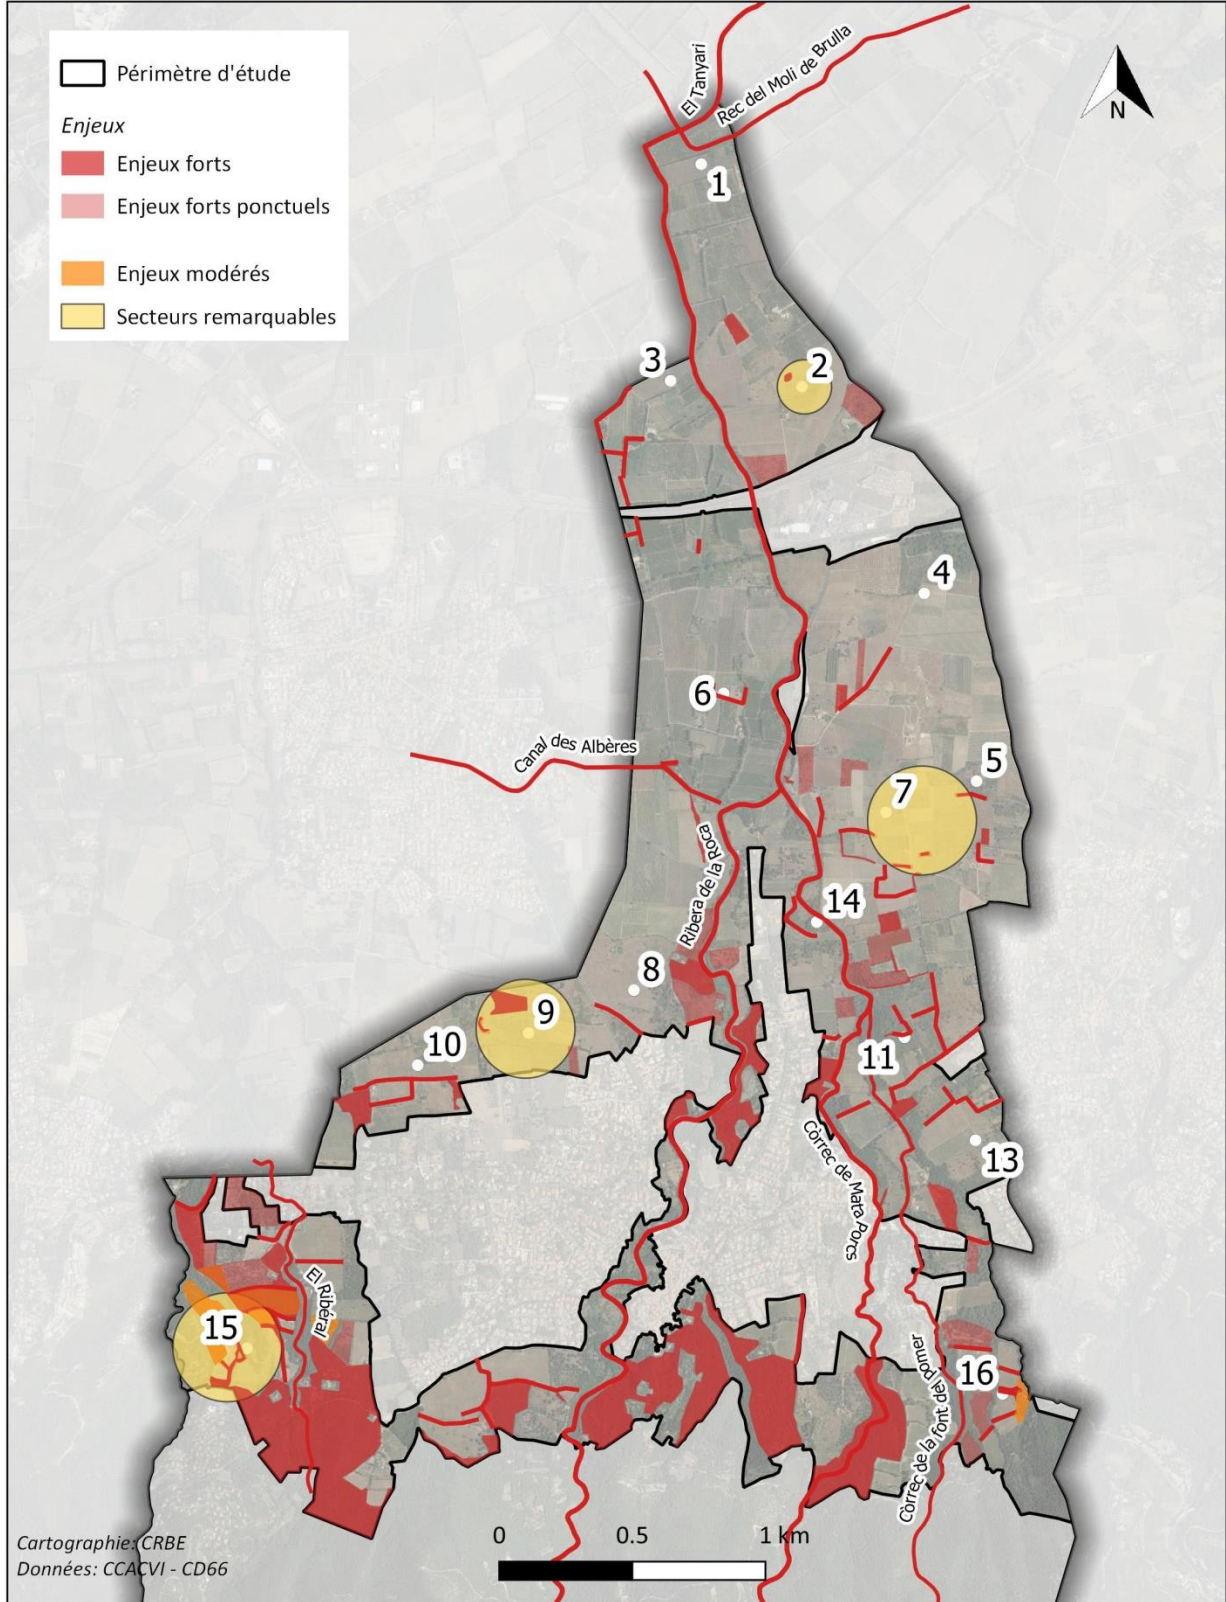 Périmètre d'étude
Enjeux
Enjeux forts
Enjeux forts ponctuels
Enjeux modérés
Secteurs remarquables
N
El Tanyari
Rec del Moli de Brulla
1
2
3
4
5
6
7
Canal des Albères
Ribera de la Roca
14
8
9
10
11
13
Còrrec de Mata Porcs
El Ribéral
15
16
Còrrec de la font del pomer
0 0.5 1 km
Cartographie: CRBE
Données: CCACVI - CD66